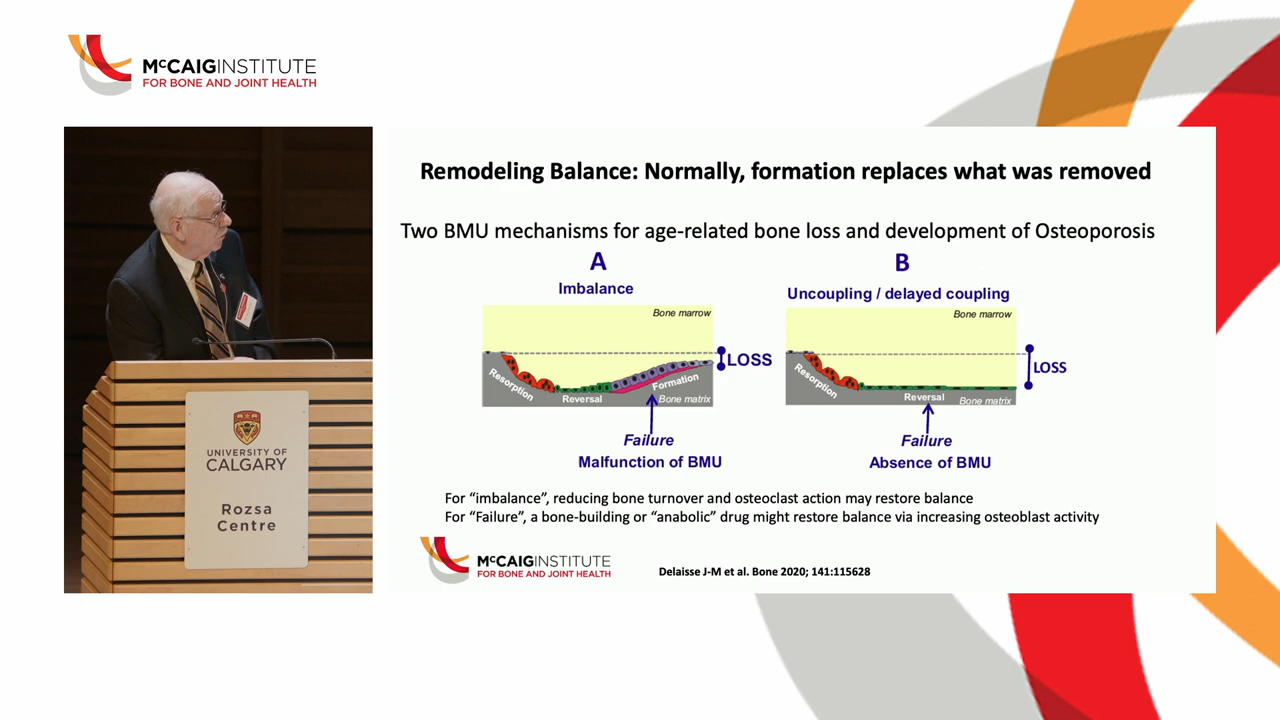 McCAIGINSTITUTE
FOR BONE AND JOINT HEALTH
UNIVERSITY OF
CALGARY
Rozsa
Centre
Remodeling Balance: Normally, formation replaces what was removed
Two BMU mechanisms for age-related bone loss and development of Osteoporosis
A
Imbalance
Bone marrow
LOSS
Resorption
Reversal
Formation
Bone matrix
Failure
Malfunction of BMU
B
Uncoupling / delayed coupling
Bone marrow
LOSS
Resorption
Reversal
Bone matrix
Failure
Absence of BMU
For “imbalance”, reducing bone turnover and osteoclast action may restore balance
For “Failure”, a bone-building or “anabolic” drug might restore balance via increasing osteoblast activity
McCAIGINSTITUTE
FOR BONE AND JOINT HEALTH
Delaisse J-M et al. Bone 2020; 141:115628